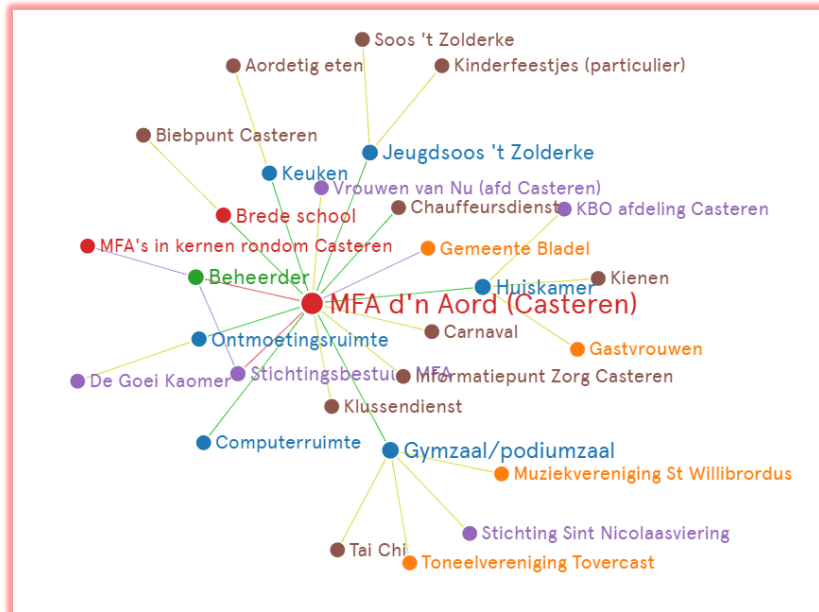 Soos 't Zolderke
Aordetig eten
Kinderfeestjes (particulier)
Biebpunt Casteren
Jeugdsoos 't Zolderke
Keuken
Vrouwen van Nu (afd Casteren)
Chauffeursdienst
KBO afdeling Casteren
Brede school
MFA's in kernen rondom Casteren
Gemeente Bladel
Beheerder
Huiskamer
Kienen
MFA d'n Aord (Casteren)
Carnaval
Ontmoetingsruimte
Gastvrouwen
De Goei Kaomer
Stichtingsbestuur MFA
Informatiepunt Zorg Casteren
Klussendienst
Computerruimte
Gymzaal/podiumzaal
Muziekvereniging St Willibrordus
Stichting Sint Nicolaasviering
Tai Chi
Toneelvereniging Tovercast